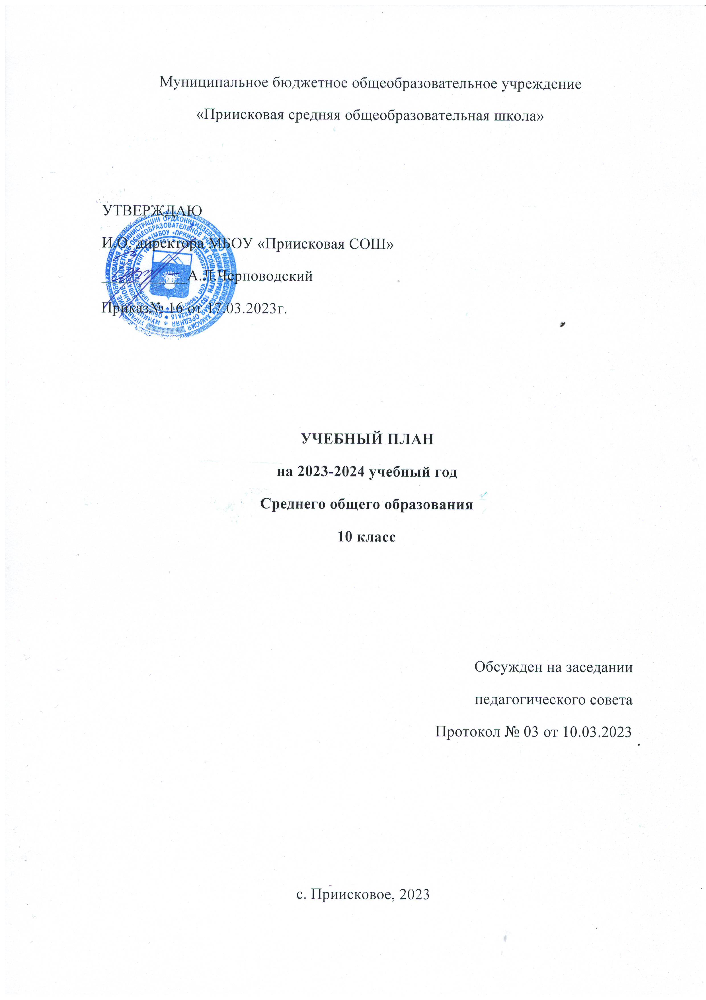 Муниципальное бюджетное общеобразовательное учреждение
«Приисковая средняя общеобразовательная школа»
УТВЕРЖДАЮ
И.О. директора МБОУ «Приисковая СОШ»
А.Л.Черповодский
Приказ№ 16 от 17.03.2023г.
УЧЕБНЫЙ ПЛАН
на 2023-2024 учебный год
Среднего общего образования
10 класс
Обсужден на заседании
педагогического совета
Протокол № 03 от 10.03.2023
с. Приисковое, 2023